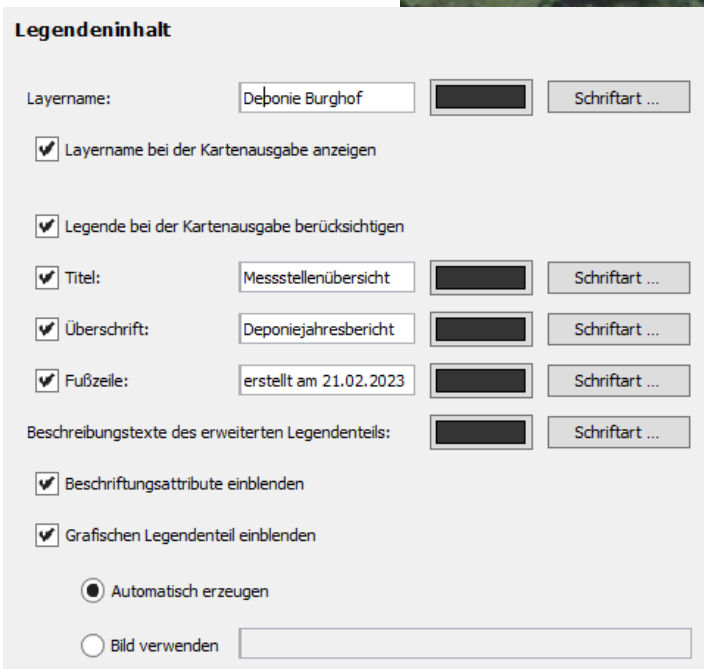 Legendeninhalt
Layername: Deponie Burghof Schriftart ...
Layername bei der Kartenausgabe anzeigen
Legende bei der Kartenausgabe berücksichtigen
Titel: Messstellenübersicht Schriftart ...
Überschrift: Deponiejahresbericht Schriftart ...
Fußzeile: erstellt am 21.02.2023 Schriftart ...
Beschreibungstexte des erweiterten Legendenteils: Schriftart ...
Beschriftungsattribute einblenden
Grafischen Legendenteil einblenden
Automatisch erzeugen
Bild verwenden